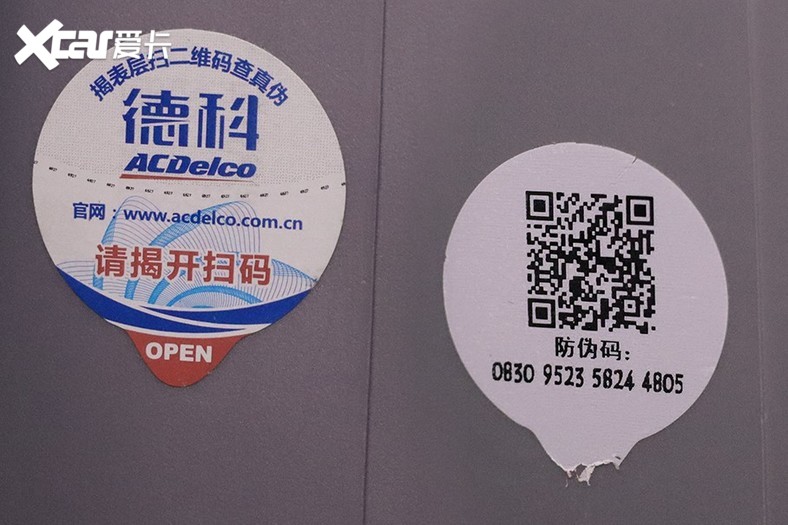 Xcar爱卡
揭表层扫二维码查真伪
德科
ACDelco
官网：www.acdelco.com.cn
请揭开扫码
OPEN
防伪码：
0830 9523 5824 4805